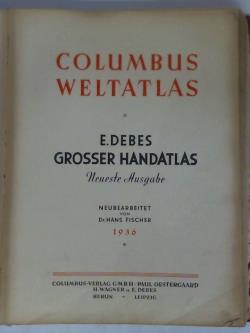 COLUMBUS
WELTATLAS
E. DEBES
GROSSER HANDATLAS
Neueste Ausgabe
NEUBEARBEITET
VON
DR. HANS FISCHER
1936
COLUMBUS-VERLAG G.M.B.H. PAUL OESTERGAARD
H. WAGNER u. E. DEBES
BERLIN - LEIPZIG